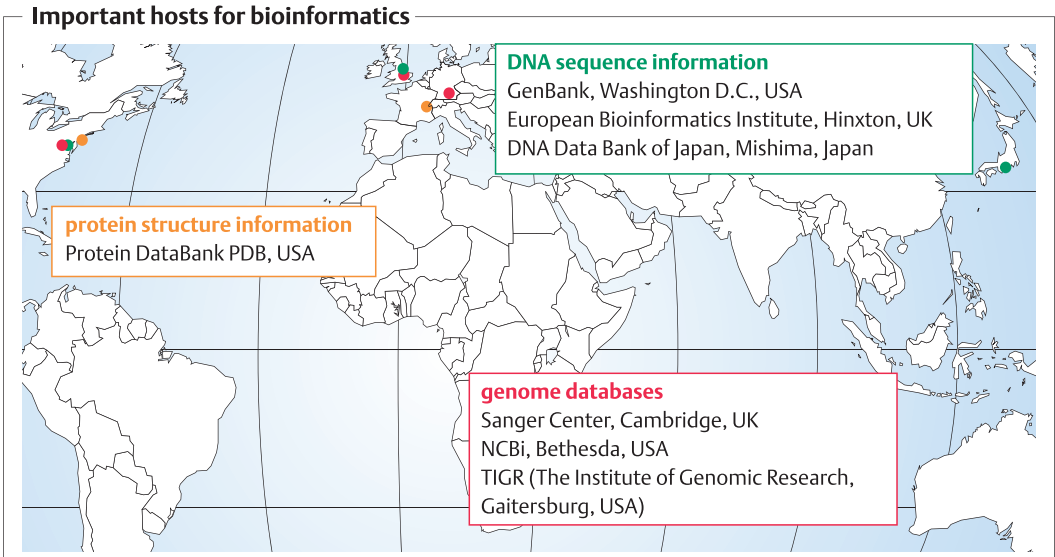 Important hosts for bioinformatics
DNA sequence information
GenBank, Washington D.C., USA
European Bioinformatics Institute, Hinxton, UK
DNA Data Bank of Japan, Mishima, Japan
protein structure information
Protein DataBank PDB, USA
genome databases
Sanger Center, Cambridge, UK
NCBi, Bethesda, USA
TIGR (The Institute of Genomic Research,
Gaitersburg, USA)